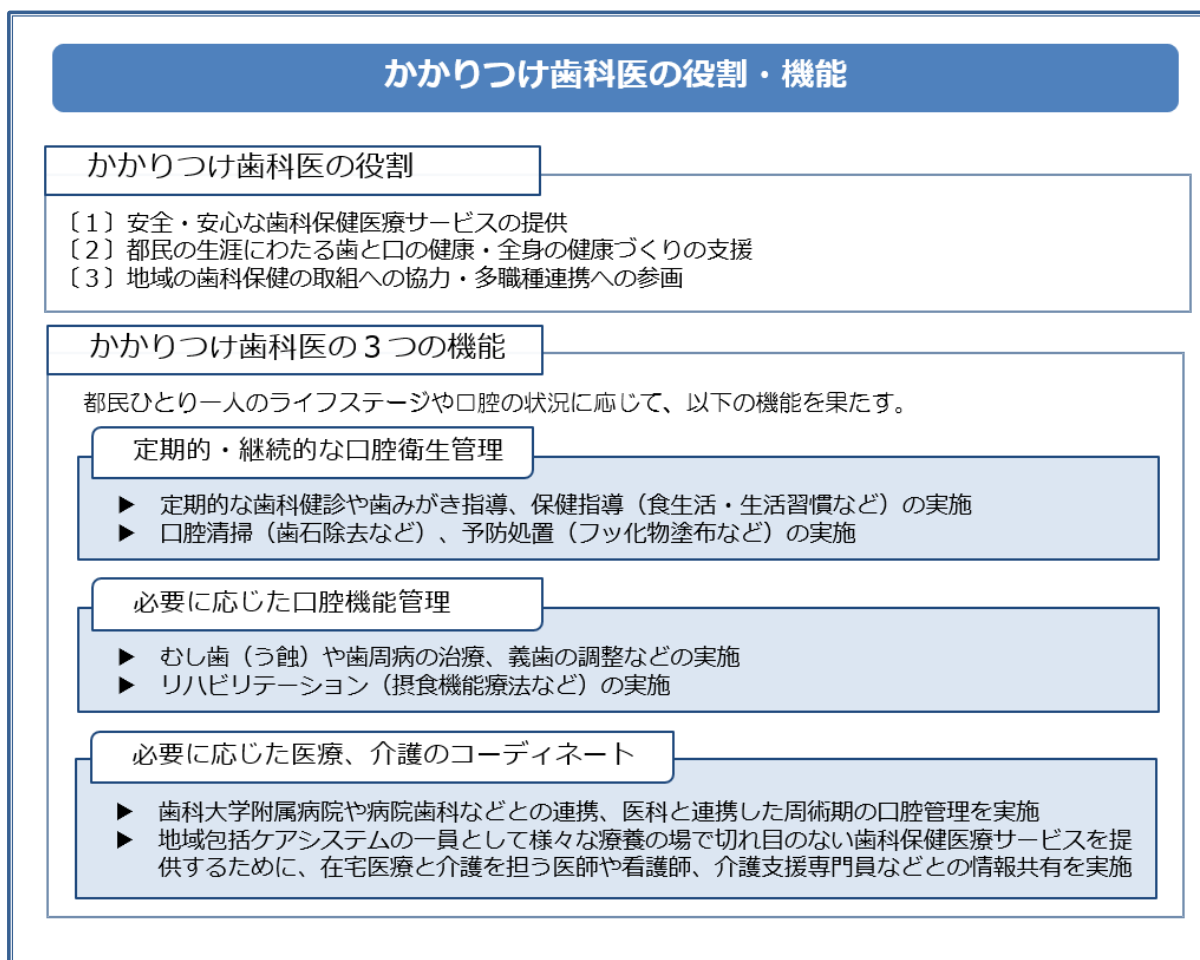 かかりつけ歯科医の役割・機能
かかりつけ歯科医の役割
〔１〕安全・安心な歯科保健医療サービスの提供
〔２〕都民の生涯にわたる歯と口の健康・全身の健康づくりの支援
〔３〕地域の歯科保健の取組への協力・多職種連携への参画
かかりつけ歯科医の３つの機能
都民ひとり一人のライフステージや口腔の状況に応じて、以下の機能を果たす。
定期的・継続的な口腔衛生管理
▶ 定期的な歯科健診や歯みがき指導、保健指導（食生活・生活習慣など）の実施
▶ 口腔清掃（歯石除去など）、予防処置（フッ化物塗布など）の実施
必要に応じた口腔機能管理
▶ むし歯（う蝕）や歯周病の治療、義歯の調整などの実施
▶ リハビリテーション（摂食機能療法など）の実施
必要に応じた医療、介護のコーディネート
▶ 歯科大学附属病院や病院歯科などとの連携、医科と連携した周術期の口腔管理を実施
▶ 地域包括ケアシステムの一員として様々な療養の場で切れ目のない歯科保健医療サービスを提
供するために、在宅医療と介護を担う医師や看護師、介護支援専門員などとの情報共有を実施